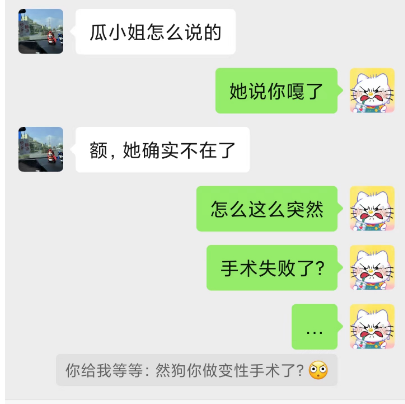 瓜小姐怎么说的
她说你嘎了
额，她确实不在了
怎么这么突然
手术失败了？
...
你给我等等：然狗你做变性手术了？😳